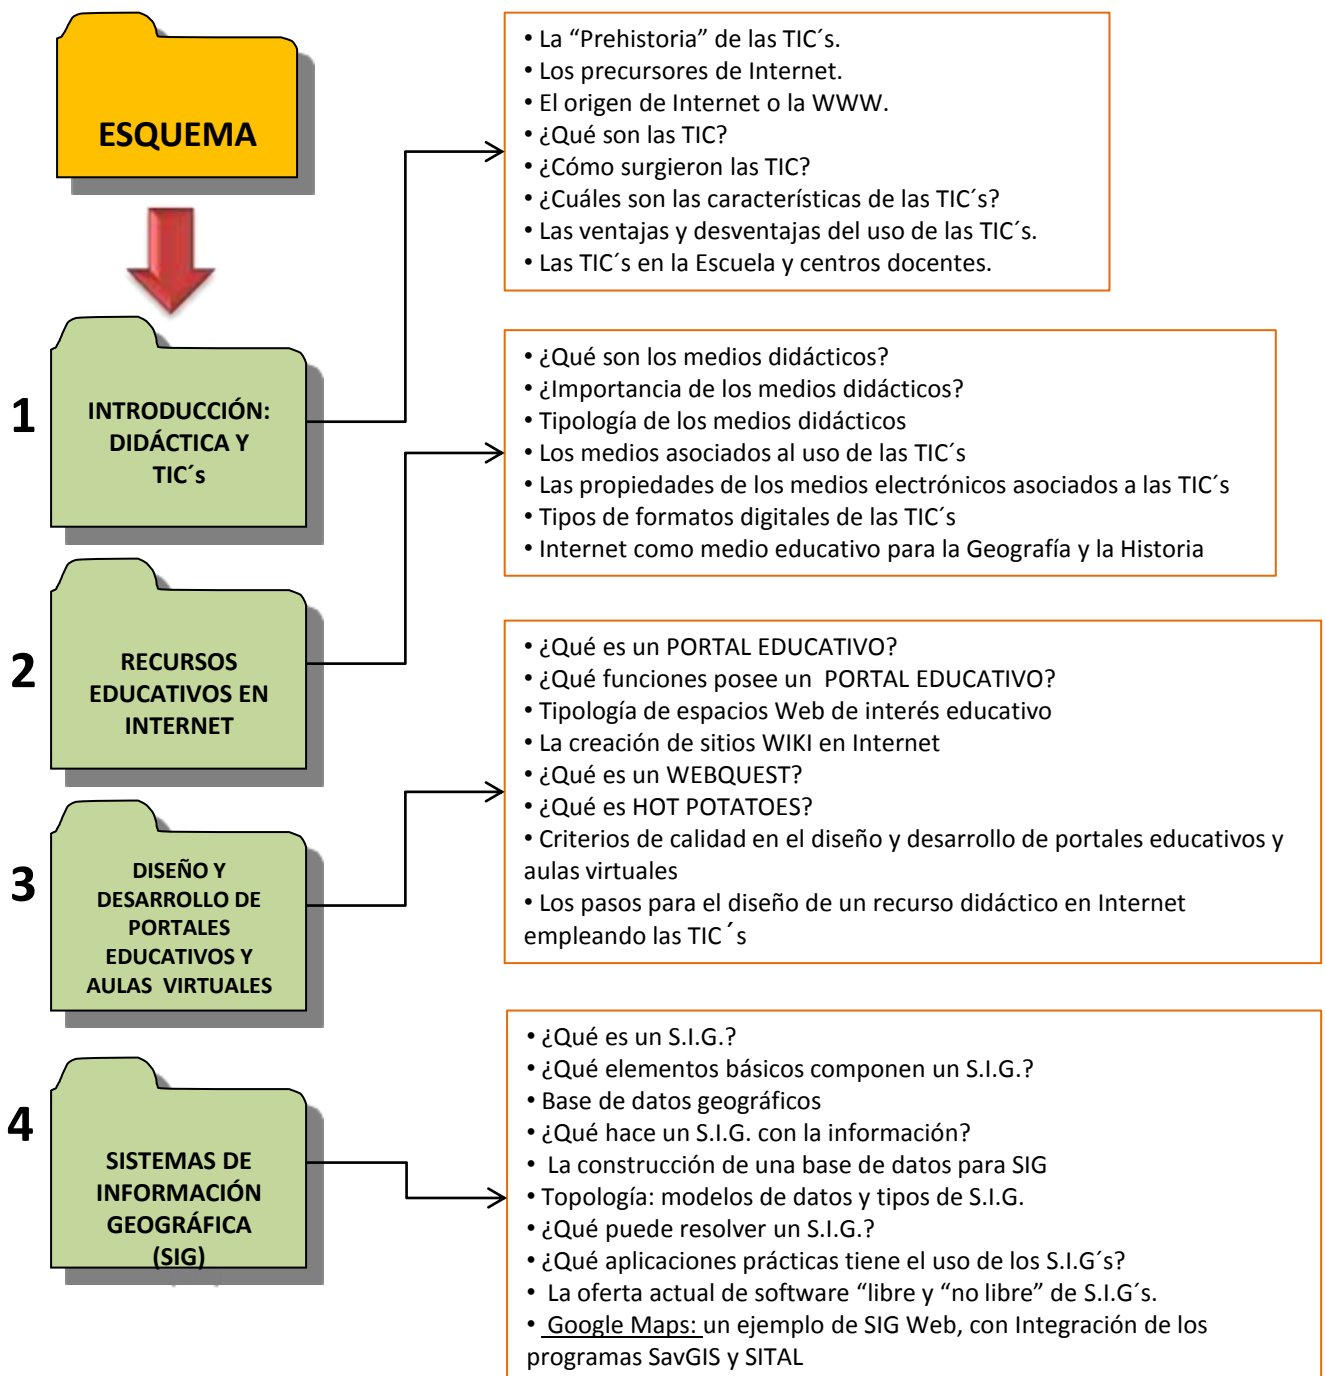 ESQUEMA
• La “Prehistoria” de las TIC´s.
• Los precursores de Internet.
• El origen de Internet o la WWW.
• ¿Qué son las TIC?
• ¿Cómo surgieron las TIC?
• ¿Cuáles son las características de las TIC´s?
• Las ventajas y desventajas del uso de las TIC´s.
• Las TIC´s en la Escuela y centros docentes.
1
INTRODUCCIÓN:
DIDÁCTICA Y
TIC´s
• ¿Qué son los medios didácticos?
• ¿Importancia de los medios didácticos?
• Tipología de los medios didácticos
• Los medios asociados al uso de las TIC´s
• Las propiedades de los medios electrónicos asociados a las TIC´s
• Tipos de formatos digitales de las TIC´s
• Internet como medio educativo para la Geografía y la Historia
2
RECURSOS
EDUCATIVOS EN
INTERNET
• ¿Qué es un PORTAL EDUCATIVO?
• ¿Qué funciones posee un PORTAL EDUCATIVO?
• Tipología de espacios Web de interés educativo
• La creación de sitios WIKI en Internet
• ¿Qué es un WEBQUEST?
• ¿Qué es HOT POTATOES?
• Criterios de calidad en el diseño y desarrollo de portales educativos y
aulas virtuales
• Los pasos para el diseño de un recurso didáctico en Internet
empleando las TIC´s
3
DISEÑO Y
DESARROLLO DE
PORTALES
EDUCATIVOS Y
AULAS VIRTUALES
• ¿Qué es un S.I.G.?
• ¿Qué elementos básicos componen un S.I.G.?
• Base de datos geográficos
• ¿Qué hace un S.I.G. con la información?
• La construcción de una base de datos para SIG
• Topología: modelos de datos y tipos de S.I.G.
• ¿Qué puede resolver un S.I.G.?
• ¿Qué aplicaciones prácticas tiene el uso de los S.I.G´s?
• La oferta actual de software “libre y “no libre” de S.I.G´s.
• Google Maps: un ejemplo de SIG Web, con Integración de los
programas SavGIS y SITAL
4
SISTEMAS DE
INFORMACIÓN
GEOGRÁFICA
(SIG)